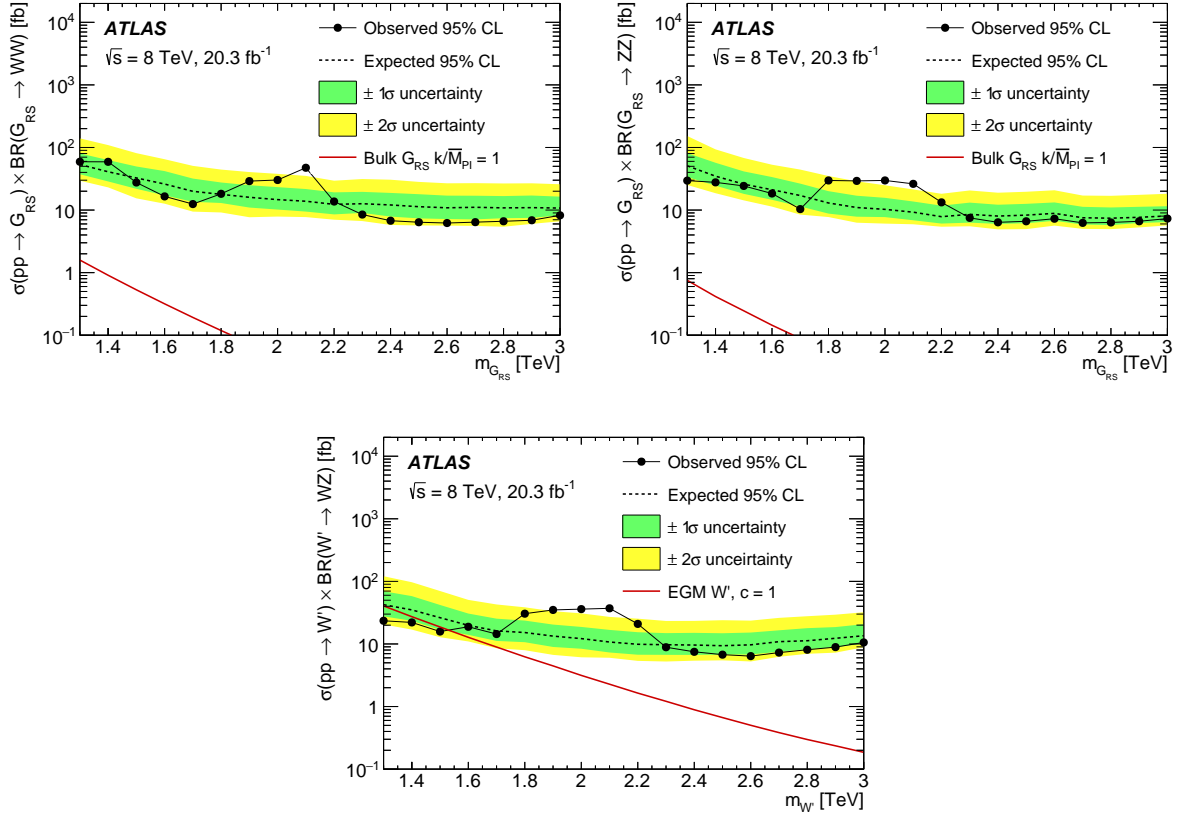 σ(pp → G_RS) × BR(G_RS → WW) [fb]
10⁴
10³
10²
10
1
10⁻¹
ATLAS
√s = 8 TeV, 20.3 fb⁻¹
Observed 95% CL
Expected 95% CL
± 1σ uncertainty
± 2σ uncertainty
Bulk G_RS k/M̅_Pl = 1
1.4 1.6 1.8 2 2.2 2.4 2.6 2.8 3
m_G_RS [TeV]
σ(pp → G_RS) × BR(G_RS → ZZ) [fb]
10⁴
10³
10²
10
1
10⁻¹
ATLAS
√s = 8 TeV, 20.3 fb⁻¹
Observed 95% CL
Expected 95% CL
± 1σ uncertainty
± 2σ uncertainty
Bulk G_RS k/M̅_Pl = 1
1.4 1.6 1.8 2 2.2 2.4 2.6 2.8 3
m_G_RS [TeV]
σ(pp → W') × BR(W' → WZ) [fb]
10⁴
10³
10²
10
1
10⁻¹
ATLAS
√s = 8 TeV, 20.3 fb⁻¹
Observed 95% CL
Expected 95% CL
± 1σ uncertainty
± 2σ unceirtainty
EGM W', c = 1
1.4 1.6 1.8 2 2.2 2.4 2.6 2.8 3
m_W' [TeV]